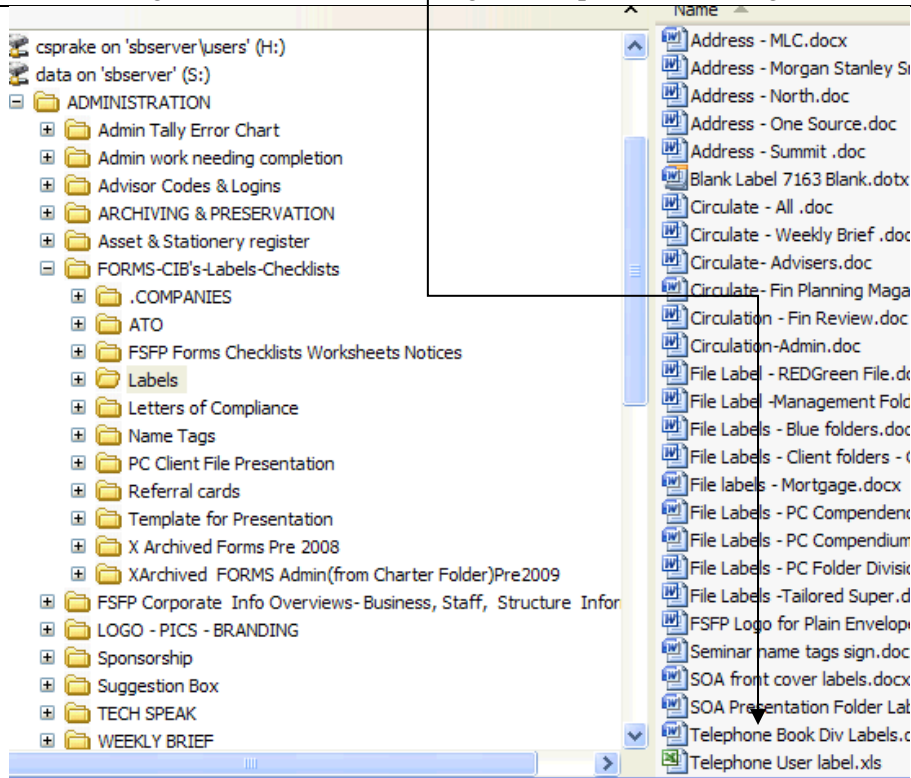 Name
csprake on 'sbserver\users' (H:)
data on 'sbserver' (S:)
ADMINISTRATION
Admin Tally Error Chart
Admin work needing completion
Advisor Codes & Logins
ARCHIVING & PRESERVATION
Asset & Stationery register
FORMS-CIB's-Labels-Checklists
.COMPANIES
ATO
FSFP Forms Checklists Worksheets Notices
Labels
Letters of Compliance
Name Tags
PC Client File Presentation
Referral cards
Template for Presentation
X Archived Forms Pre 2008
XArchived FORMS Admin(from Charter Folder)Pre2009
FSFP Corporate Info Overviews- Business, Staff, Structure Infor
LOGO - PICS - BRANDING
Sponsorship
Suggestion Box
TECH SPEAK
WEEKLY BRIEF
Address - MLC.docx
Address - Morgan Stanley
Address - North.doc
Address - One Source.doc
Address - Summit .doc
Blank Label 7163 Blank.dotx
Circulate - All .doc
Circulate - Weekly Brief .doc
Circulate- Advisers.doc
Circulate- Fin Planning Maga
Circulation - Fin Review.doc
Circulation-Admin.doc
File Label - REDGreen File.do
File Label -Management Fold
File Labels - Blue folders.doc
File Labels - Client folders -
File labels - Mortgage.docx
File Labels - PC Compendend
File Labels - PC Compendium
File Labels - PC Folder Divisio
File Labels -Tailored Super.d
FSFP Logo for Plain Envelope
Seminar name tags sign.doc
SOA front cover labels.docx
SOA Presentation Folder Lab
Telephone Book Div Labels.d
Telephone User label.xls